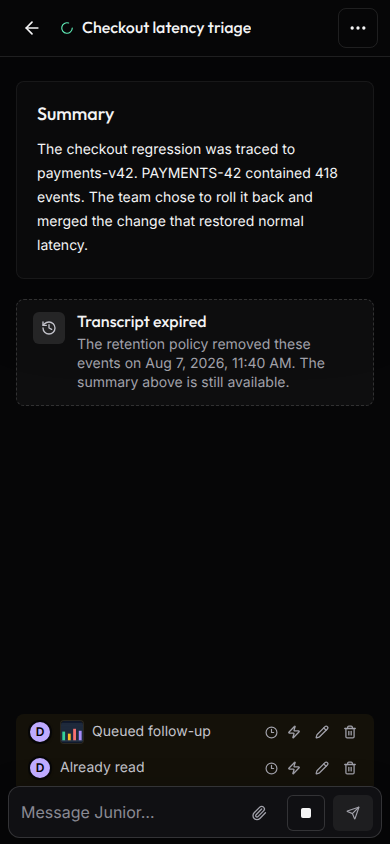 Checkout latency triage
Summary
The checkout regression was traced to
payments-v42. PAYMENTS-42 contained 418
events. The team chose to roll it back and
merged the change that restored normal
latency.
Transcript expired
The retention policy removed these
events on Aug 7, 2026, 11:40 AM. The
summary above is still available.
D Queued follow-up
D Already read
Message Junior...